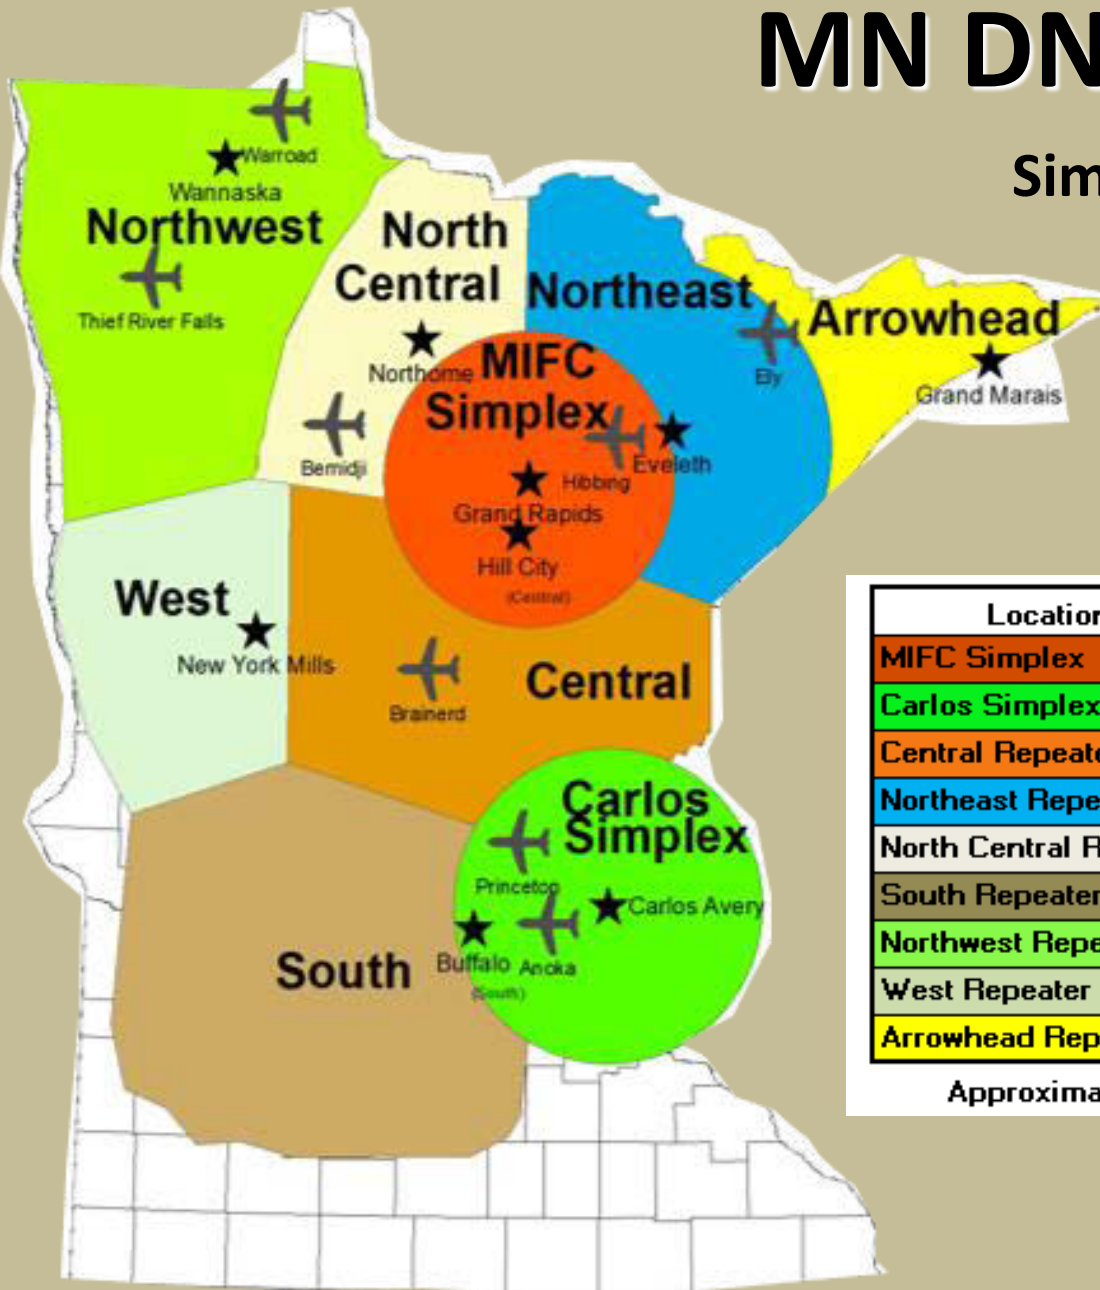 MN DN
Sim
Warroad
Wannaska
Northwest
Thief River Falls
North
Central
Northome
Bemidji
Northeast
Ely
Arrowhead
Grand Marais
MIFC
Simplex
Eveleth
Hibbing
Grand Rapids
Hill City
(Central)
West
New York Mills
Central
Brainerd
Carlos
Simplex
Princeton
Carlos Avery
Buffalo
Anoka
(South)
South
Location
MIFC Simplex
Carlos Simplex
Central Repeate
Northeast Repe
North Central R
South Repeater
Northwest Repe
West Repeater
Arrowhead Rep
Approxima